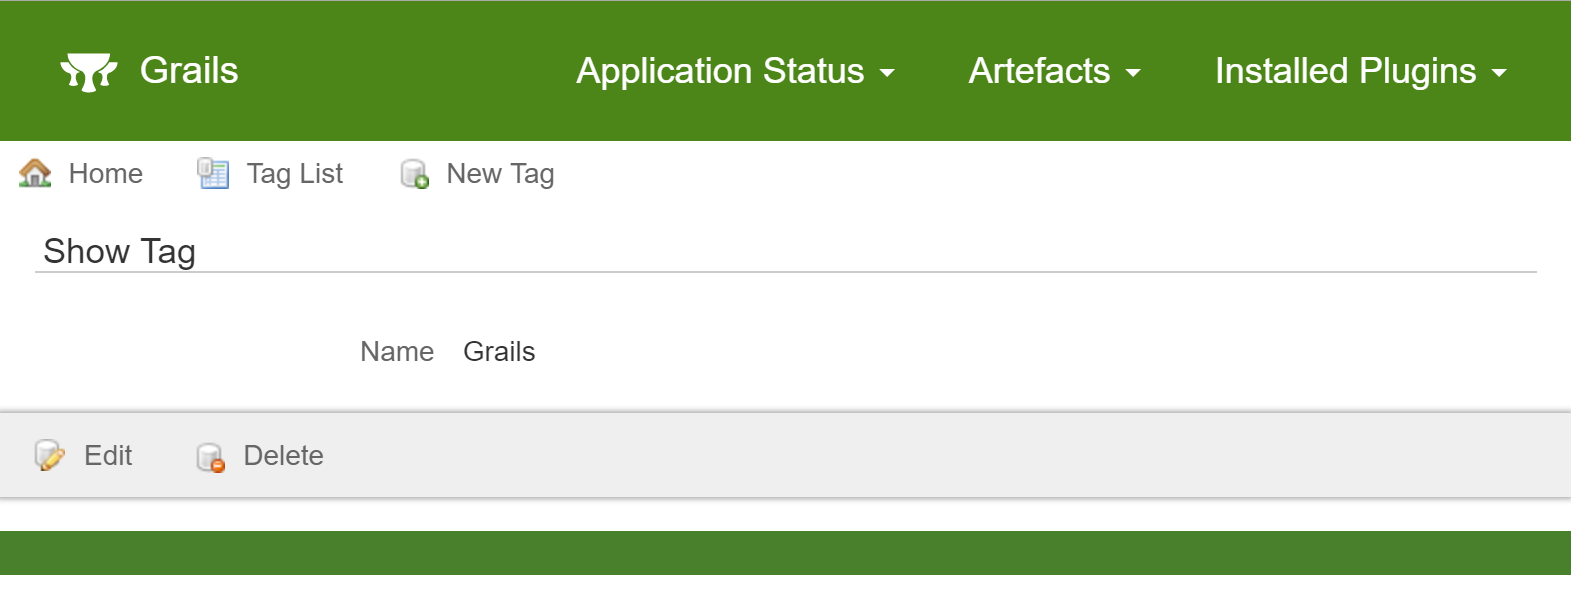 Grails Application Status Artefacts Installed Plugins
Home Tag List New Tag
Show Tag
Name Grails
Edit Delete